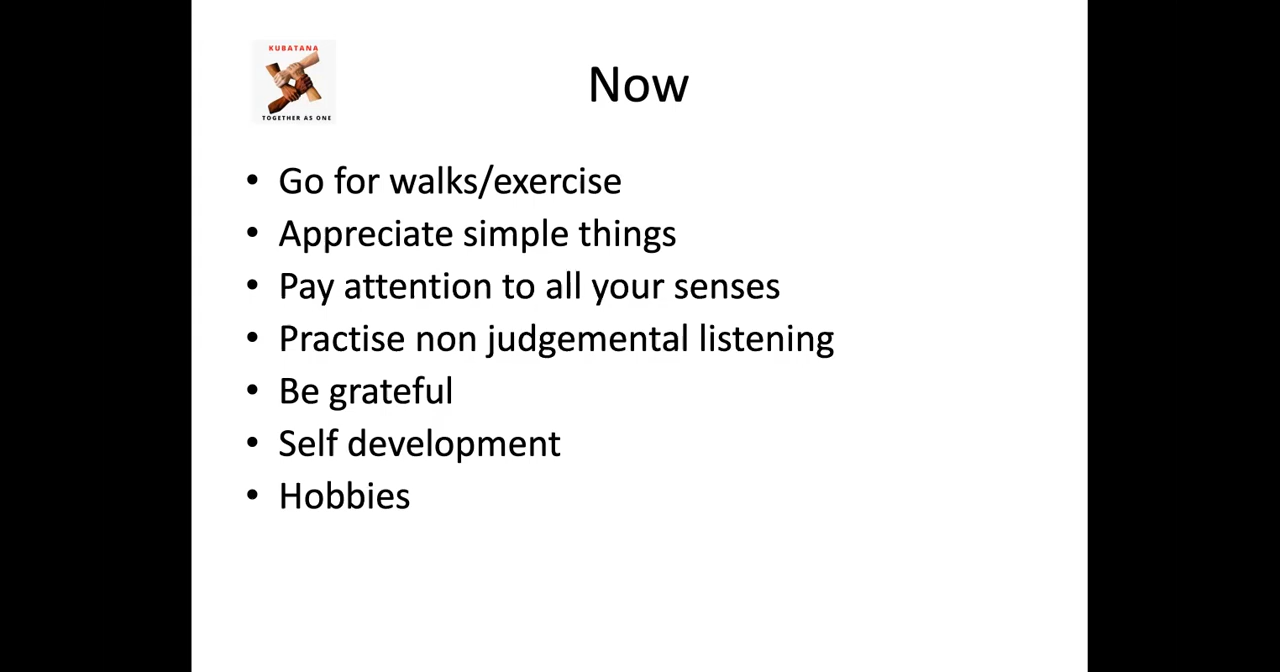 KUBATANA
TOGETHER AS ONE
Now
• Go for walks/exercise
• Appreciate simple things
• Pay attention to all your senses
• Practise non judgemental listening
• Be grateful
• Self development
• Hobbies